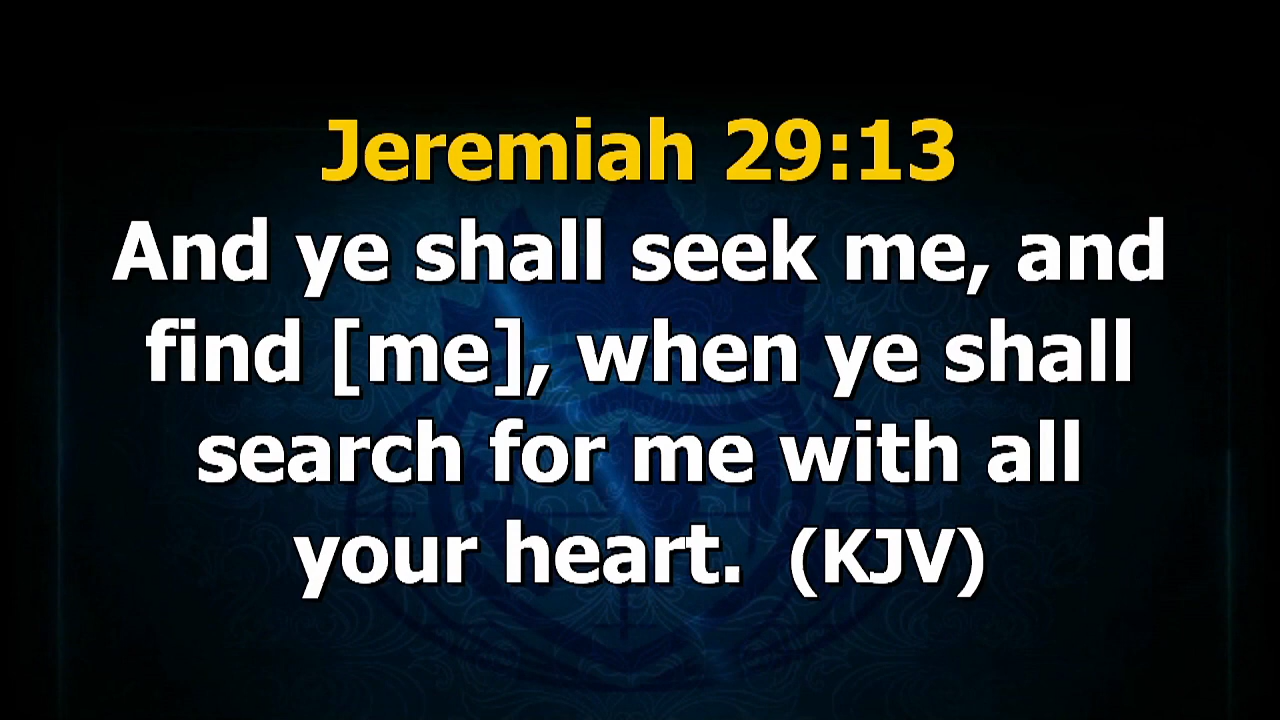 Jeremiah 29:13
And ye shall seek me, and
find [me], when ye shall
search for me with all
your heart.  (KJV)